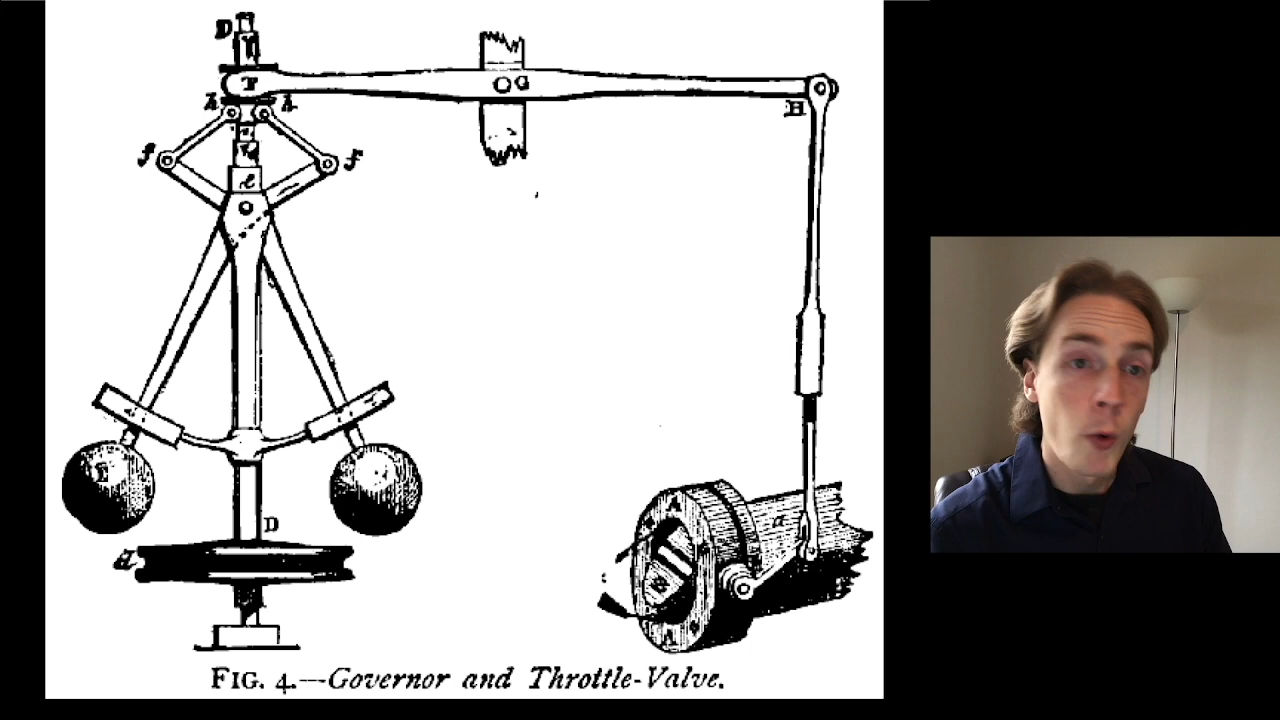 D
T G
h h
H
f f
e
E
D
d
a
A
A
FIG. 4.—Governor and Throttle-Valve.